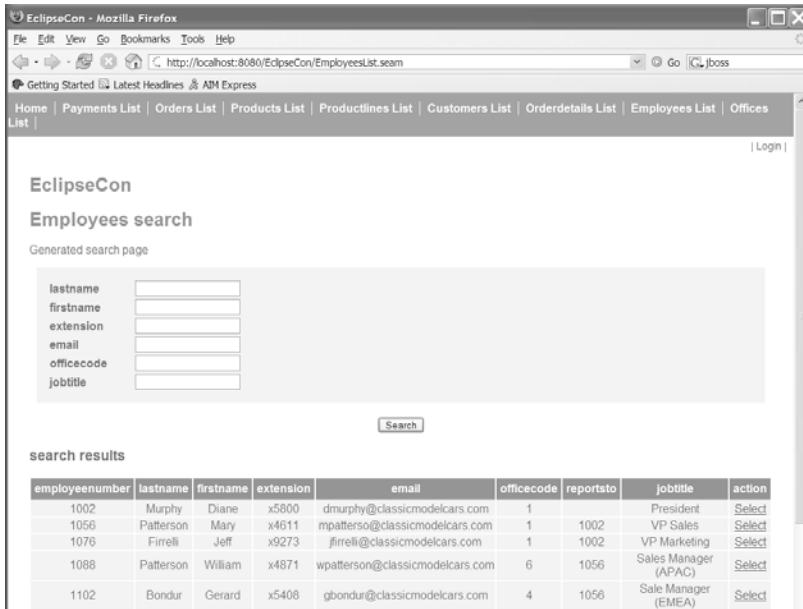 EclipseCon - Mozilla Firefox
File Edit View Go Bookmarks Tools Help
http://localhost:8080/EclipseCon/EmployeesList.seam Go jboss
Getting Started Latest Headlines AIM Express
Home | Payments List | Orders List | Products List | Productlines List | Customers List | Orderdetails List | Employees List | Offices
List |
| Login |
EclipseCon
Employees search
Generated search page
lastname
firstname
extension
email
officecode
jobtitle
Search
search results
employeenumber lastname firstname extension email officecode reportsto jobtitle action
1002 Murphy Diane x5800 dmurphy@classicmodelcars.com 1 President Select
1056 Patterson Mary x4611 mpatterso@classicmodelcars.com 1 1002 VP Sales Select
1076 Firrelli Jeff x9273 jfirrelli@classicmodelcars.com 1 1002 VP Marketing Select
1088 Patterson William x4871 wpatterson@classicmodelcars.com 6 1056 Sales Manager (APAC) Select
1102 Bondur Gerard x5408 gbondur@classicmodelcars.com 4 1056 Sale Manager (EMEA) Select